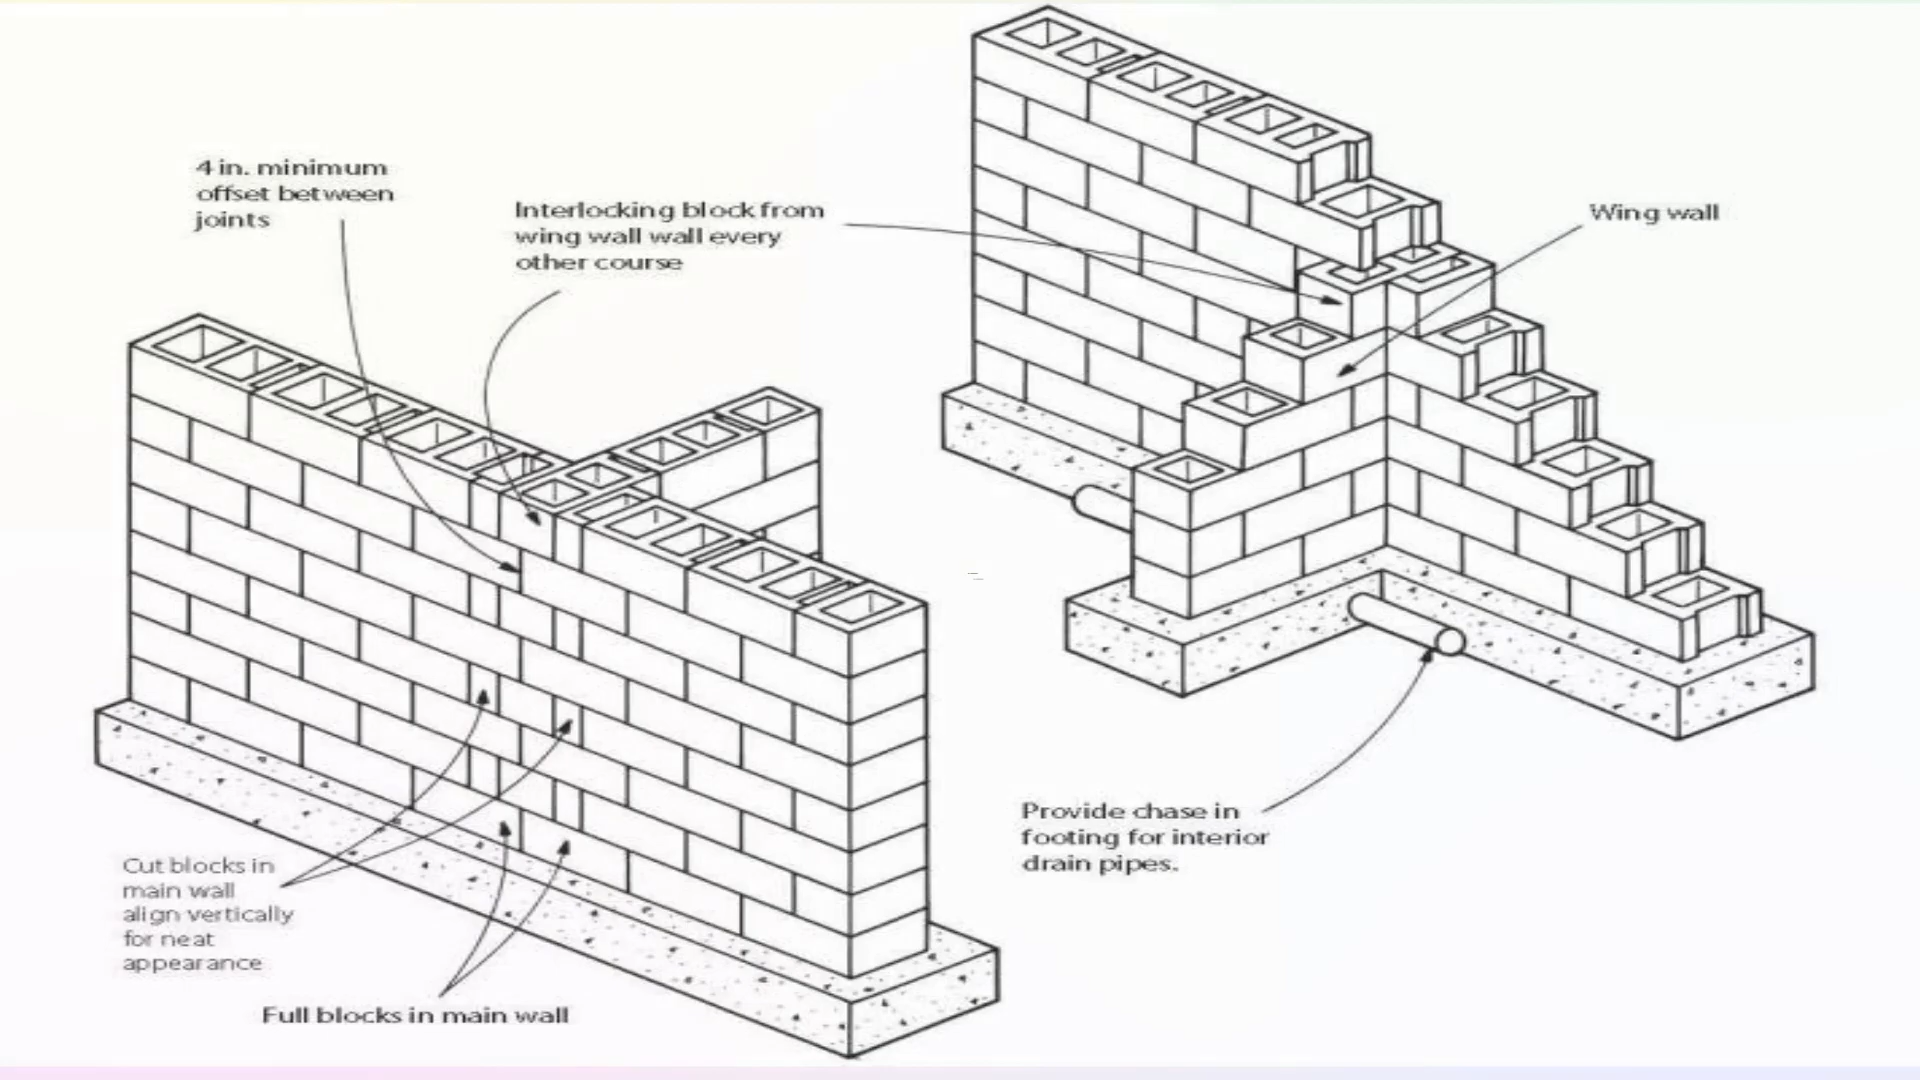 4 in. minimum
offset between
joints
Interlocking block from
wing wall wall every
other course
Wing wall
Provide chase in
footing for interior
drain pipes.
Cut blocks in
main wall
align vertically
for neat
appearance
Full blocks in main wall